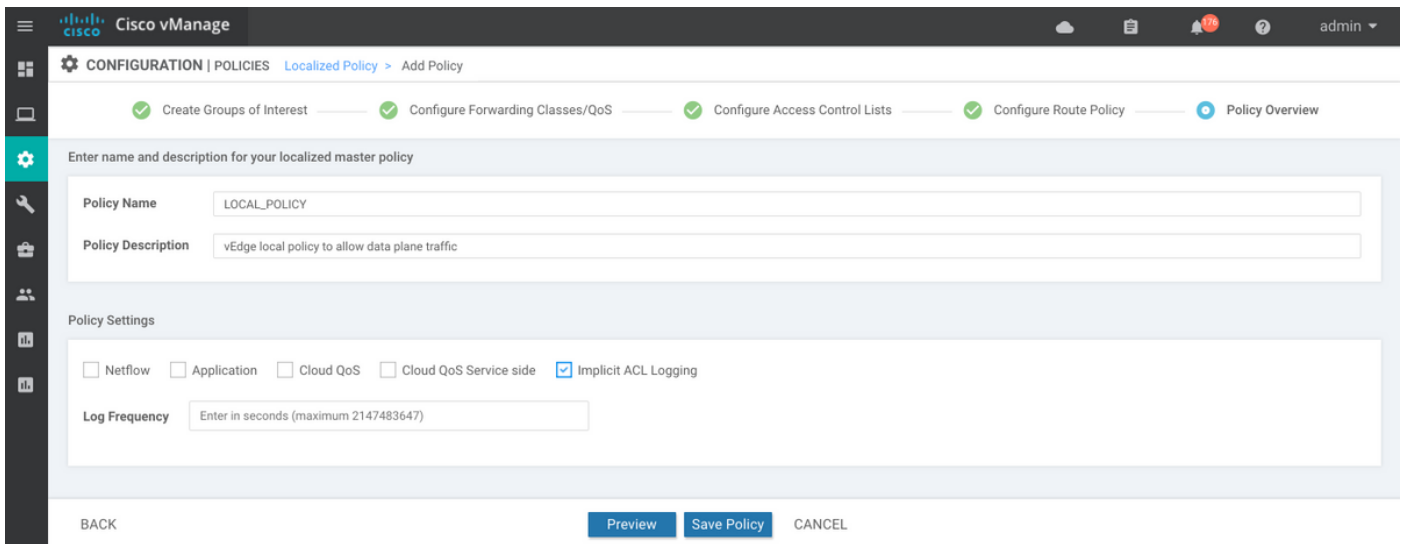 cisco Cisco vManage 176 admin
CONFIGURATION | POLICIES Localized Policy > Add Policy
Create Groups of Interest Configure Forwarding Classes/QoS Configure Access Control Lists Configure Route Policy Policy Overview
Enter name and description for your localized master policy
Policy Name LOCAL_POLICY
Policy Description vEdge local policy to allow data plane traffic
Policy Settings
Netflow Application Cloud QoS Cloud QoS Service side Implicit ACL Logging
Log Frequency Enter in seconds (maximum 2147483647)
BACK Preview Save Policy CANCEL